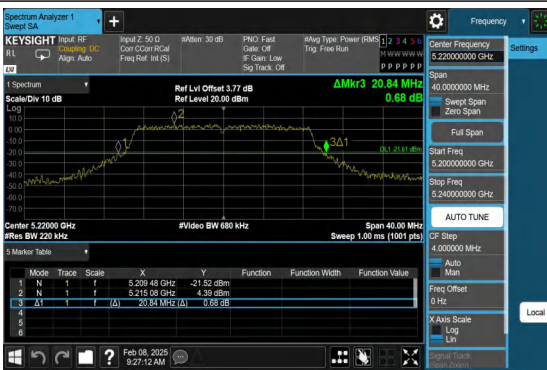 Spectrum Analyzer 1
Swept SA
Frequency
KEYSIGHT Input: RF Input Z: 50 Ω #Atten: 30 dB PNO: Fast #Avg Type: Power (RMS 1 2 3 4 5 6
RL Coupling: DC Corr CCorr RCal Gate: Off Trig: Free Run M W W W W W
Align: Auto Freq Ref: Int (S) IF Gain: Low P P P P P P
Sig Track: Off
Center Frequency
5.220000000 GHz
Settings
1 Spectrum
Ref Lvl Offset 3.77 dB
ΔMkr3 20.84 MHz
Scale/Div 10 dB
Ref Level 20.00 dBm
0.68 dB
Span
40.0000000 MHz
Swept Span
Zero Span
Full Span
Start Freq
5.200000000 GHz
Stop Freq
5.240000000 GHz
AUTO TUNE
CF Step
4.000000 MHz
Auto
Man
Freq Offset
0 Hz
X Axis Scale
Log
Lin
Signal Track
Local
Log
10.0
0.00
-10.0
-20.0
-30.0
-40.0
-50.0
-60.0
-70.0
1
2
3Δ1
DL1 -21.61 dBm
Center 5.22000 GHz #Video BW 680 kHz Span 40.00 MHz
#Res BW 220 kHz Sweep 1.00 ms (1001 pts)
5 Marker Table
Mode Trace Scale X Y Function Function Width Function Value
1 N 1 f 5.209 48 GHz -21.52 dBm
2 N 1 f 5.215 08 GHz 4.39 dBm
3 Δ1 1 f (Δ) 20.84 MHz (Δ) 0.68 dB
4
5
6
Feb 08, 2025
9:27:12 AM